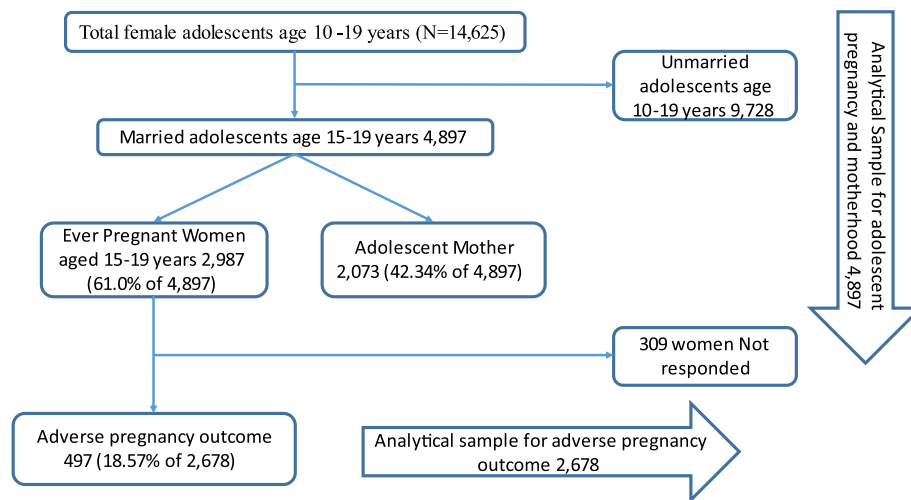 Total female adolescents age 10 -19 years (N=14,625)
Unmarried
adolescents age
10-19 years 9,728
Married adolescents age 15-19 years 4,897
Ever Pregnant Women
aged 15-19 years 2,987
(61.0% of 4,897)
Adolescent Mother
2,073 (42.34% of 4,897)
Analytical Sample for adolescent
pregnancy and motherhood 4,897
309 women Not
responded
Adverse pregnancy outcome
497 (18.57% of 2,678)
Analytical sample for adverse pregnancy
outcome 2,678